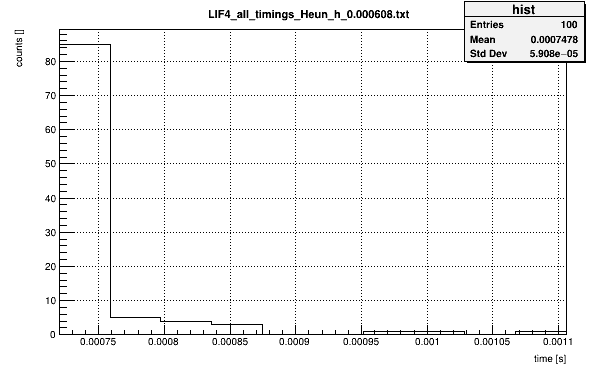 LIF4_all_timings_Heun_h_0.000608.txt
hist
Entries 100
Mean 0.0007478
Std Dev 5.908e−05
counts []
80
70
60
50
40
30
20
10
0
0.00075 0.0008 0.00085 0.0009 0.00095 0.001 0.00105 0.0011
time [s]